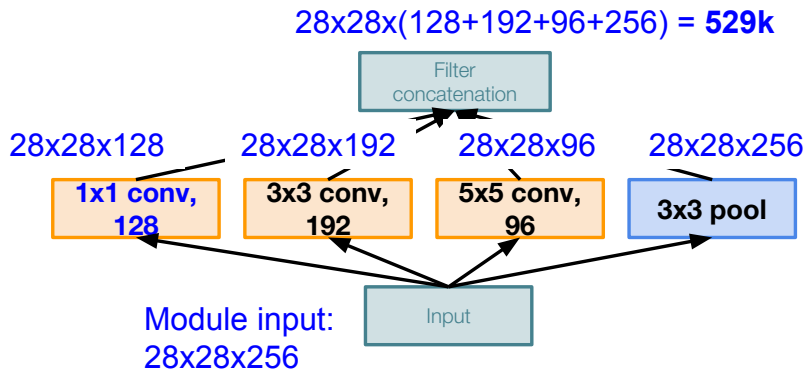 28x28x(128+192+96+256) = 529k
Filter
concatenation
28x28x128
28x28x192
28x28x96
28x28x256
1x1 conv,
128
3x3 conv,
192
5x5 conv,
96
3x3 pool
Module input:
28x28x256
Input